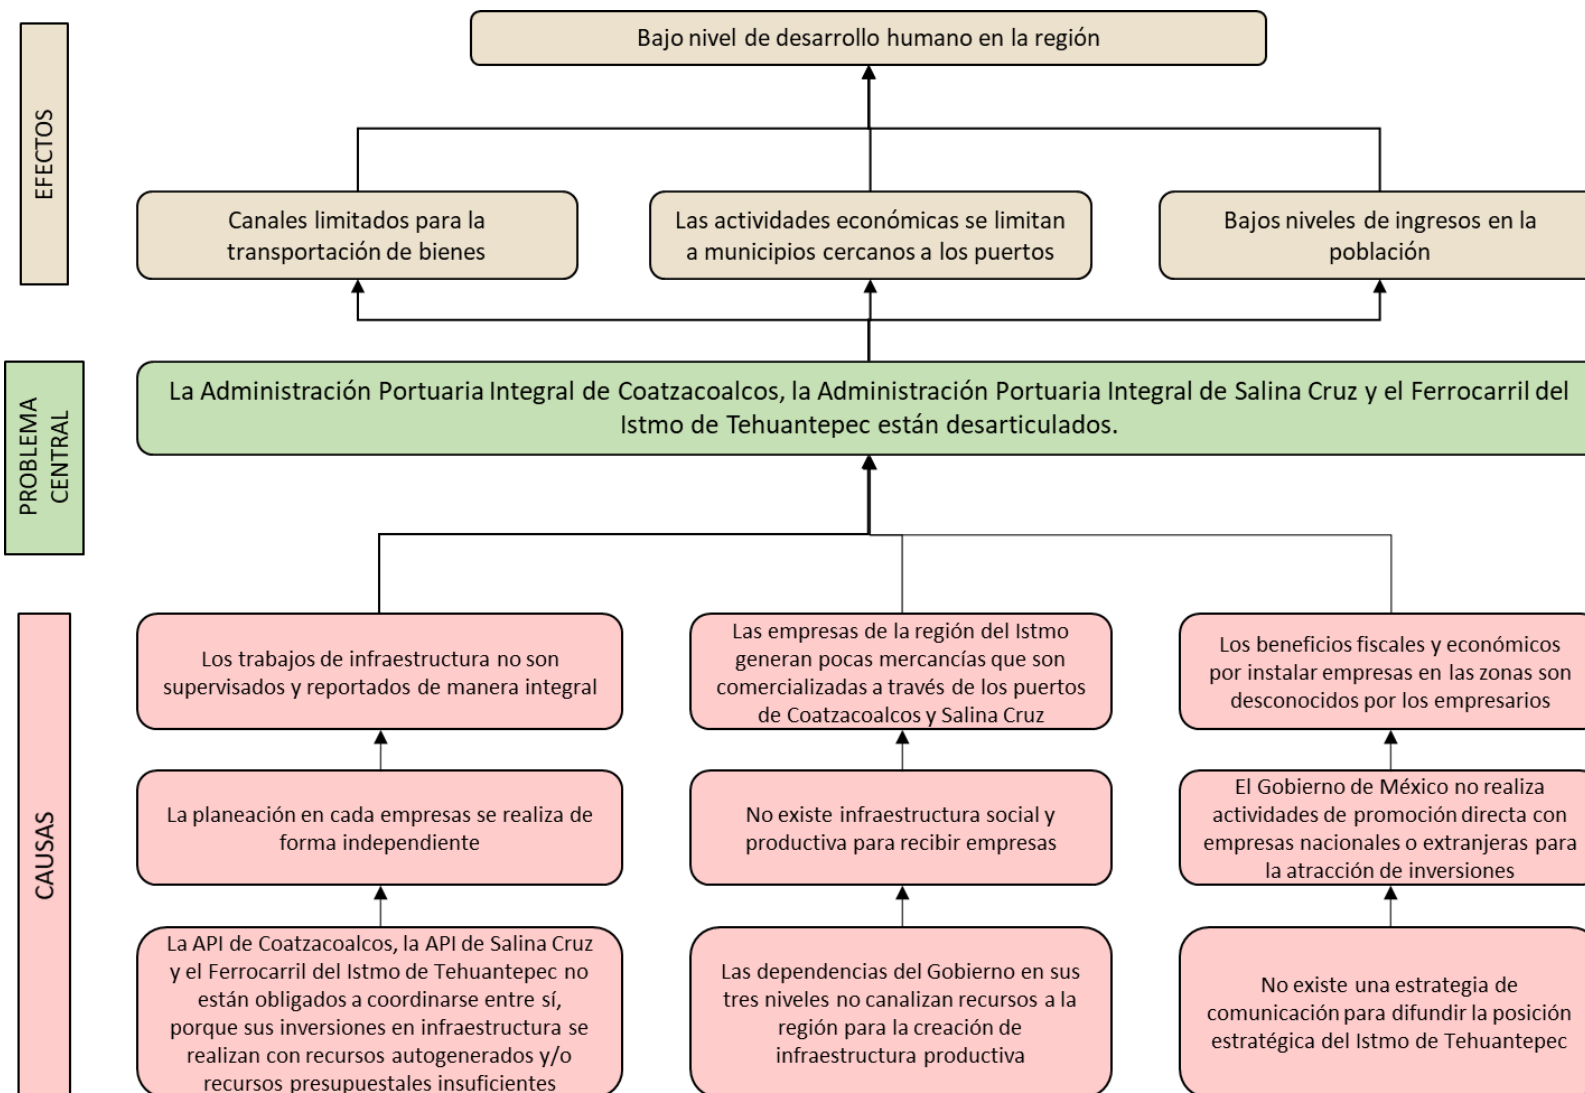 EFECTOS
Bajo nivel de desarrollo humano en la región
Canales limitados para la
transportación de bienes
Las actividades económicas se limitan
a municipios cercanos a los puertos
Bajos niveles de ingresos en la
población
PROBLEMA
CENTRAL
La Administración Portuaria Integral de Coatzacoalcos, la Administración Portuaria Integral de Salina Cruz y el Ferrocarril del
Istmo de Tehuantepec están desarticulados.
CAUSAS
Los trabajos de infraestructura no son
supervisados y reportados de manera integral
Las empresas de la región del Istmo
generan pocas mercancías que son
comercializadas a través de los puertos
de Coatzacoalcos y Salina Cruz
Los beneficios fiscales y económicos
por instalar empresas en las zonas son
desconocidos por los empresarios
La planeación en cada empresas se realiza de
forma independiente
No existe infraestructura social y
productiva para recibir empresas
El Gobierno de México no realiza
actividades de promoción directa con
empresas nacionales o extranjeras para
la atracción de inversiones
La API de Coatzacoalcos, la API de Salina Cruz
y el Ferrocarril del Istmo de Tehuantepec no
están obligados a coordinarse entre sí,
porque sus inversiones en infraestructura se
realizan con recursos autogenerados y/o
recursos presupuestales insuficientes
Las dependencias del Gobierno en sus
tres niveles no canalizan recursos a la
región para la creación de
infraestructura productiva
No existe una estrategia de
comunicación para difundir la posición
estratégica del Istmo de Tehuantepec